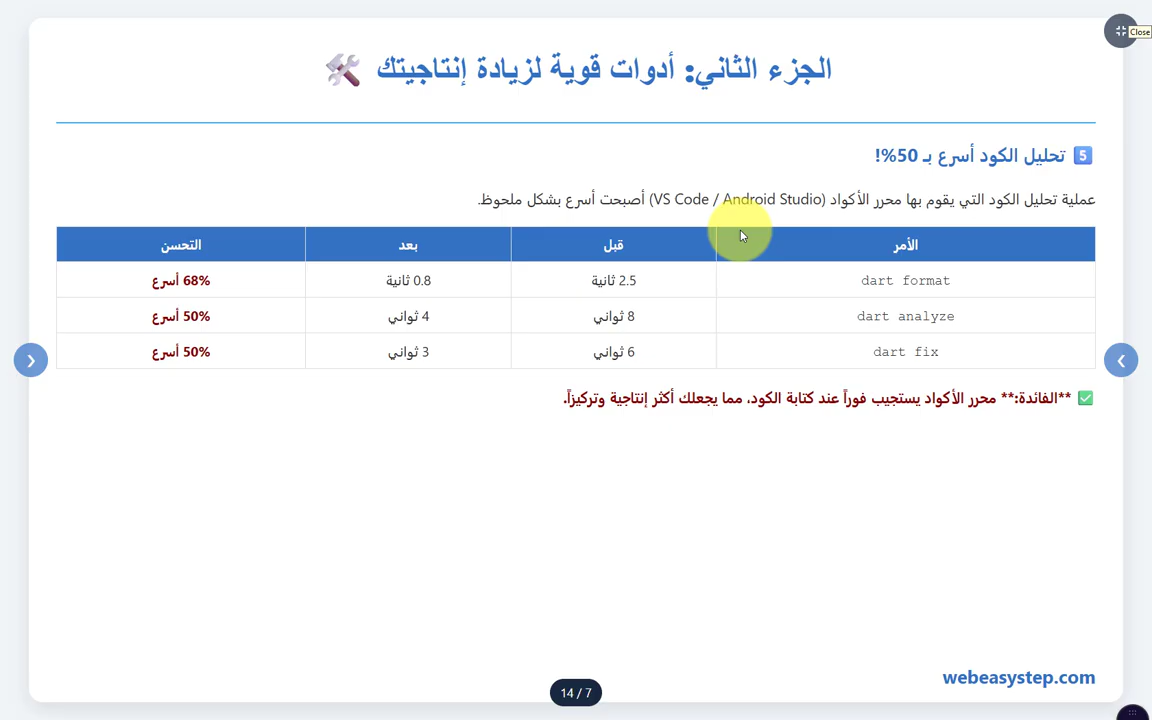 Close
الجزء الثاني: أدوات قوية لزيادة إنتاجيتك 🛠️
5️⃣ تحليل الكود أسرع بـ 50%!
عملية تحليل الكود التي يقوم بها محرر الأكواد (VS Code / Android Studio) أصبحت أسرع بشكل ملحوظ.
الأمر قبل بعد التحسن
dart format 2.5 ثانية 0.8 ثانية 68% أسرع
dart analyze 8 ثواني 4 ثواني 50% أسرع
dart fix 6 ثواني 3 ثواني 50% أسرع
✅ **الفائدة:** محرر الأكواد يستجيب فوراً عند كتابة الكود، مما يجعلك أكثر إنتاجية وتركيزاً.
webeasystep.com
14 / 7